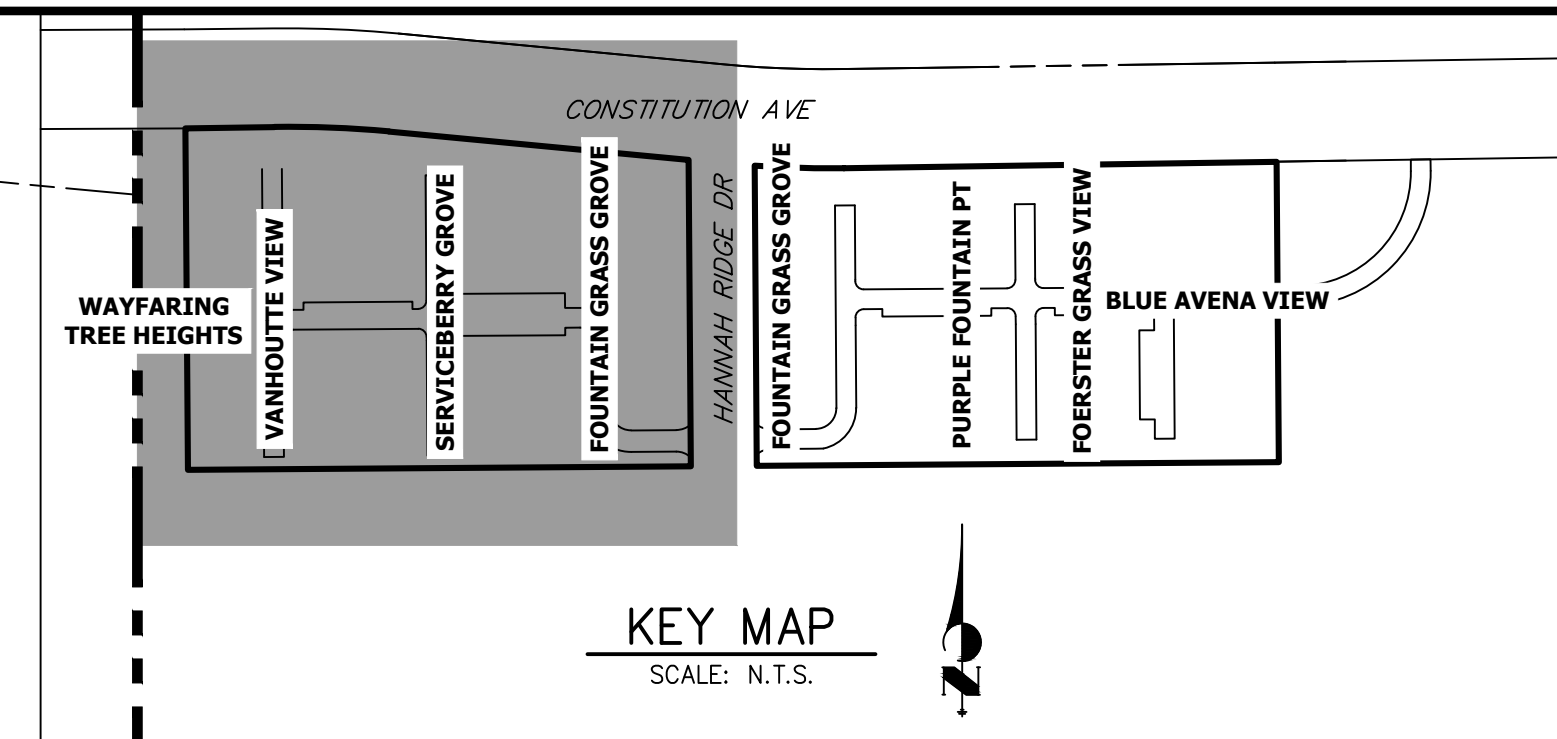 CONSTITUTION AVE
WAYFARING
TREE HEIGHTS
VANHOUTTE VIEW
SERVICEBERRY GROVE
FOUNTAIN GRASS GROVE
HANNAH RIDGE DR
FOUNTAIN GRASS GROVE
PURPLE FOUNTAIN PT
FOERSTER GRASS VIEW
BLUE AVENA VIEW
KEY MAP
SCALE: N.T.S.
N